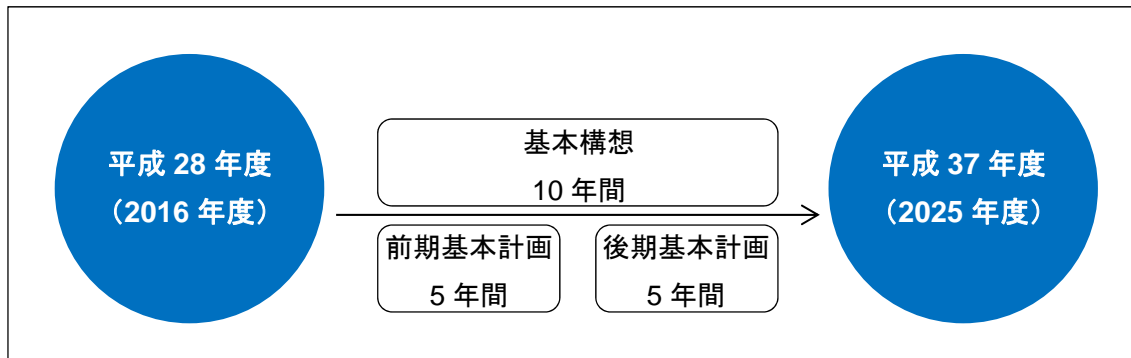 平成 28 年度
（2016 年度）
基本構想
10 年間
前期基本計画
5 年間
後期基本計画
5 年間
平成 37 年度
（2025 年度）